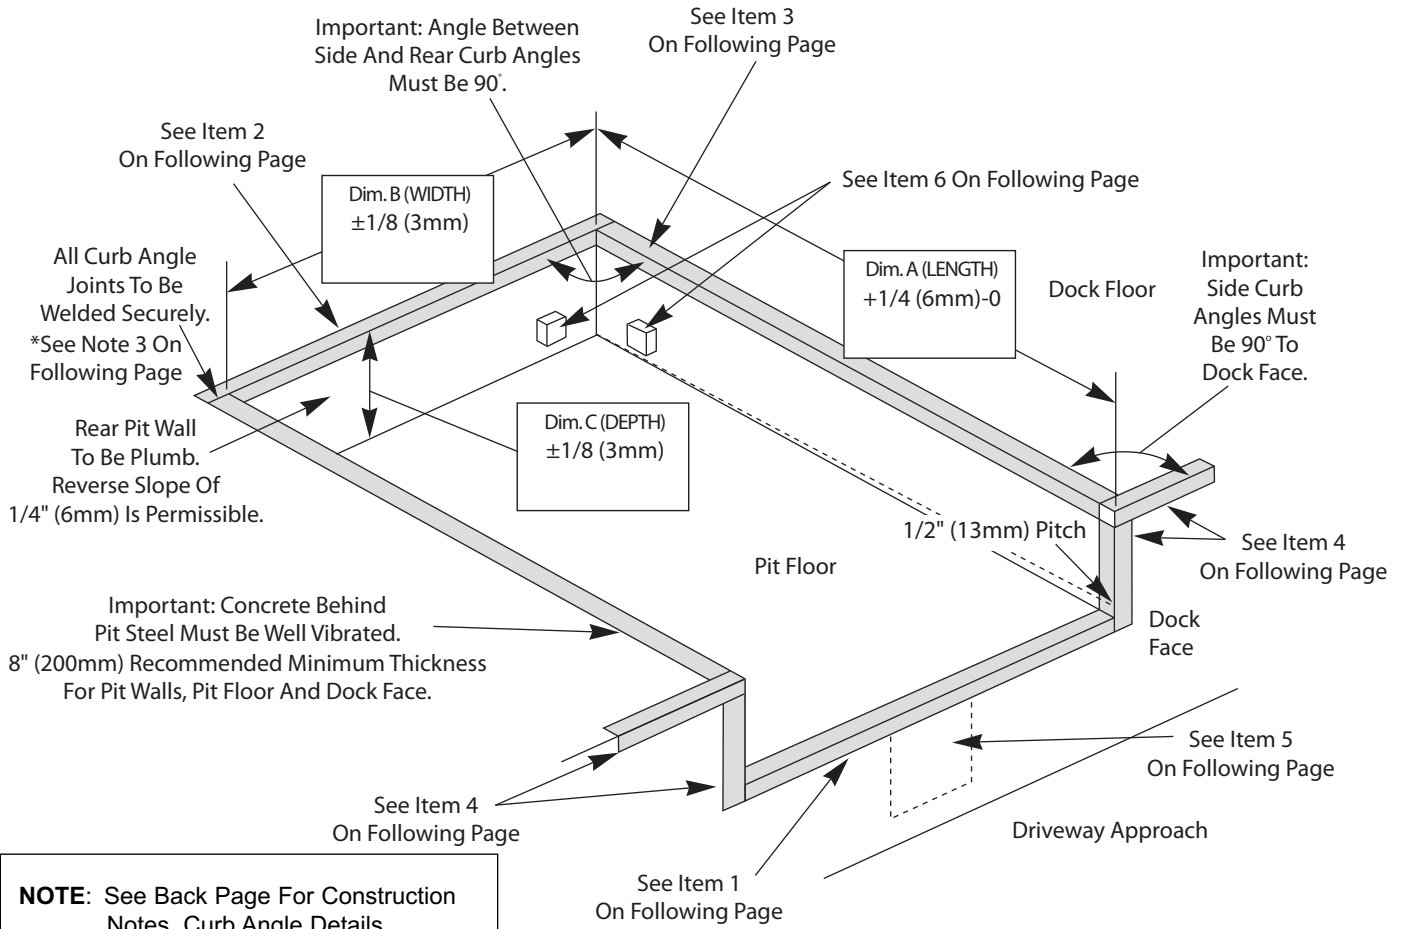 Important: Angle Between
Side And Rear Curb Angles
Must Be 90°.
See Item 3
On Following Page
See Item 2
On Following Page
Dim. B (WIDTH)
±1/8 (3mm)
See Item 6 On Following Page
All Curb Angle
Joints To Be
Welded Securely.
*See Note 3 On
Following Page
Dim. A (LENGTH)
+1/4 (6mm)-0
Dock Floor
Important:
Side Curb
Angles Must
Be 90° To
Dock Face.
Rear Pit Wall
To Be Plumb.
Reverse Slope Of
1/4" (6mm) Is Permissible.
Dim. C (DEPTH)
±1/8 (3mm)
1/2" (13mm) Pitch
See Item 4
On Following Page
Pit Floor
Important: Concrete Behind
Pit Steel Must Be Well Vibrated.
8" (200mm) Recommended Minimum Thickness
For Pit Walls, Pit Floor And Dock Face.
Dock
Face
See Item 5
On Following Page
See Item 4
On Following Page
Driveway Approach
See Item 1
On Following Page
NOTE: See Back Page For Construction
Notes, Curb Angle Details